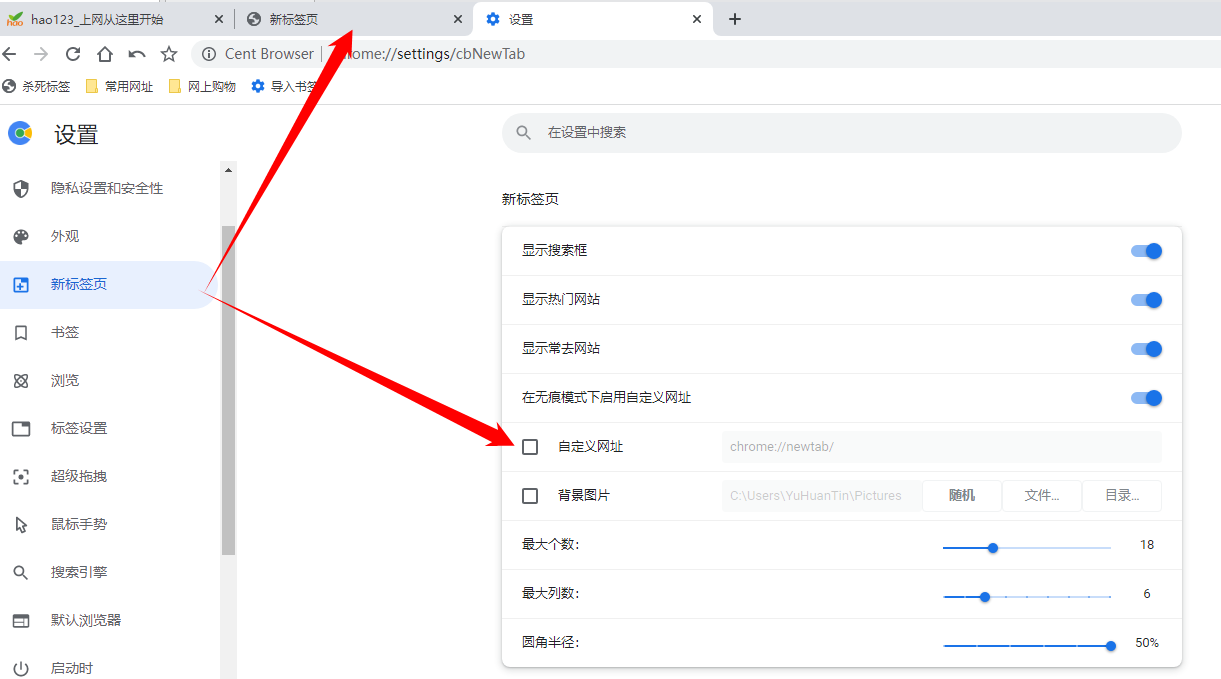 hao123_上网从这里开始
新标签页
设置
Cent Browser
ome://settings/cbNewTab
杀死标签
常用网址
网上购物
导入书签
设置
在设置中搜索
隐私设置和安全性
外观
新标签页
书签
浏览
标签设置
超级拖拽
鼠标手势
搜索引擎
默认浏览器
启动时
新标签页
显示搜索框
显示热门网站
显示常去网站
在无痕模式下启用自定义网址
自定义网址 chrome://newtab/
背景图片 C:\Users\YuHuanTin\Pictures 随机 文件... 目录...
最大个数: 18
最大列数: 6
圆角半径: 50%